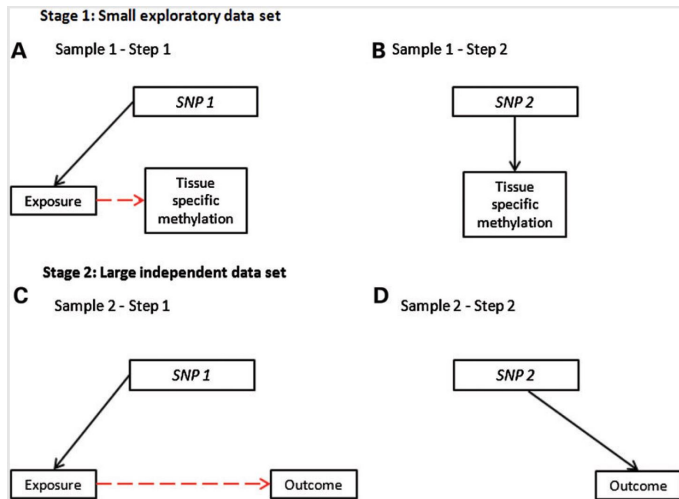 Stage 1: Small exploratory data set
A Sample 1 - Step 1
B Sample 1 - Step 2
SNP 1
SNP 2
Exposure
Tissue
specific
methylation
Tissue
specific
methylation
Stage 2: Large independent data set
C Sample 2 - Step 1
D Sample 2 - Step 2
SNP 1
SNP 2
Exposure
Outcome
Outcome